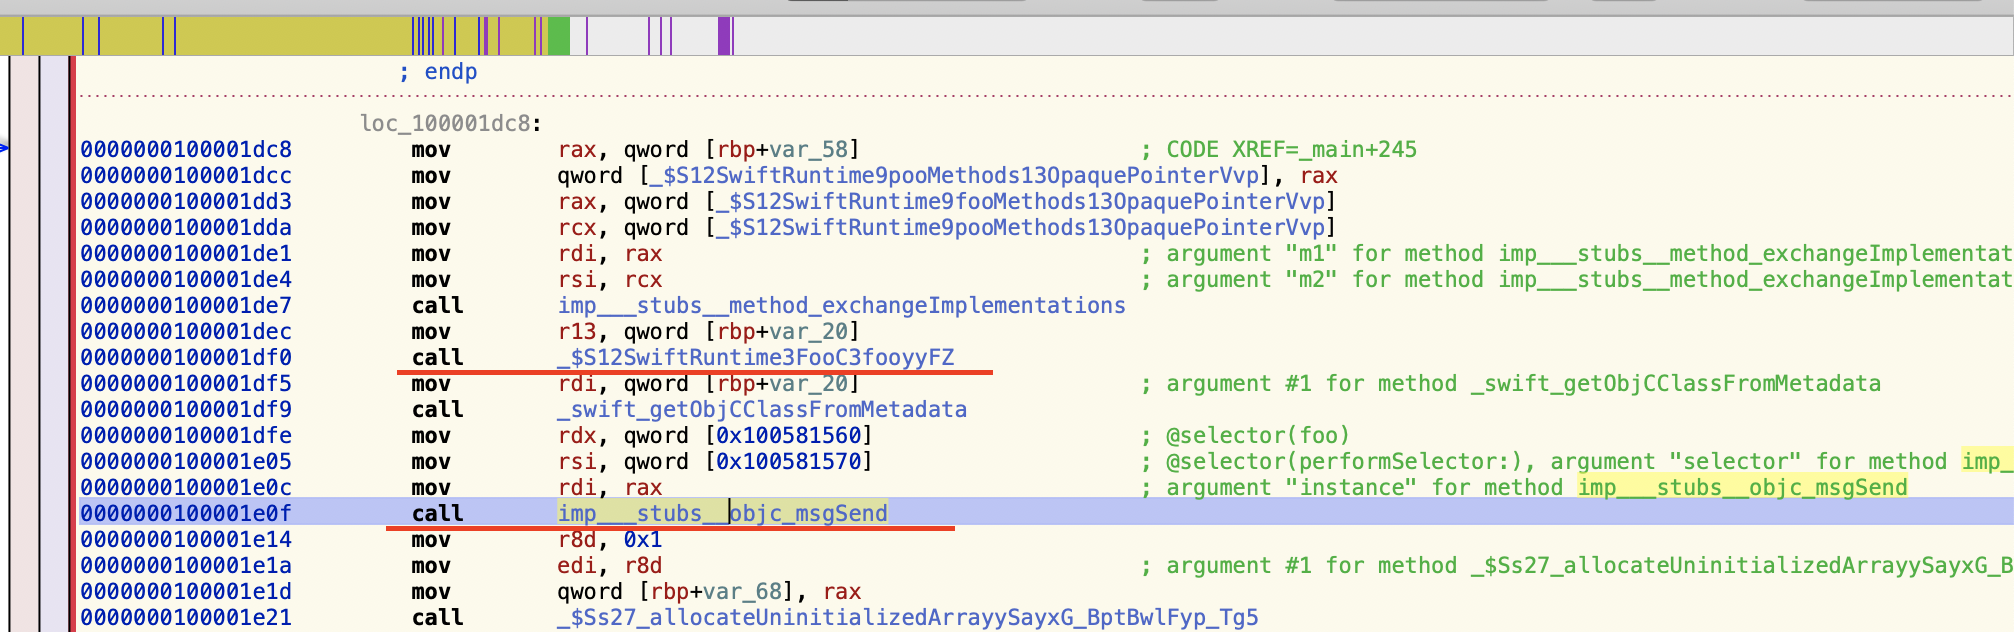 ; endp
loc_100001dc8:
0000000100001dc8 mov rax, qword [rbp+var_58] ; CODE XREF=_main+245
0000000100001dcc mov qword [_$S12SwiftRuntime9pooMethods13OpaquePointerVvp], rax
0000000100001dd3 mov rax, qword [_$S12SwiftRuntime9fooMethods13OpaquePointerVvp]
0000000100001dda mov rcx, qword [_$S12SwiftRuntime9pooMethods13OpaquePointerVvp]
0000000100001de1 mov rdi, rax ; argument "m1" for method imp___stubs__method_exchangeImplementat
0000000100001de4 mov rsi, rcx ; argument "m2" for method imp___stubs__method_exchangeImplementat
0000000100001de7 call imp___stubs__method_exchangeImplementations
0000000100001dec mov r13, qword [rbp+var_20]
0000000100001df0 call _$S12SwiftRuntime3FooC3fooyyFZ
0000000100001df5 mov rdi, qword [rbp+var_20] ; argument #1 for method _swift_getObjCClassFromMetadata
0000000100001df9 call _swift_getObjCClassFromMetadata
0000000100001dfe mov rdx, qword [0x100581560] ; @selector(foo)
0000000100001e05 mov rsi, qword [0x100581570] ; @selector(performSelector:), argument "selector" for method imp_
0000000100001e0c mov rdi, rax ; argument "instance" for method imp___stubs__objc_msgSend
0000000100001e0f call imp___stubs__objc_msgSend
0000000100001e14 mov r8d, 0x1
0000000100001e1a mov edi, r8d ; argument #1 for method _$Ss27_allocateUninitializedArrayySayxG_B
0000000100001e1d mov qword [rbp+var_68], rax
0000000100001e21 call _$Ss27_allocateUninitializedArrayySayxG_BptBwlFyp_Tg5